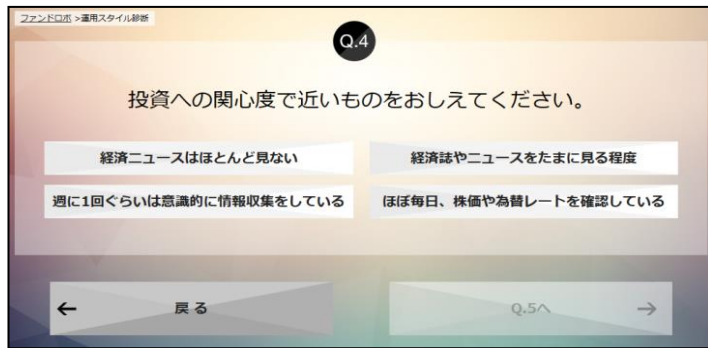 ファンドロボ >運用スタイル診断
Q.4
投資への関心度で近いものをおしえてください。
経済ニュースはほとんど見ない
経済誌やニュースをたまに見る程度
週に1回ぐらいは意識的に情報収集をしている
ほぼ毎日、株価や為替レートを確認している
← 戻る
Q.5へ →